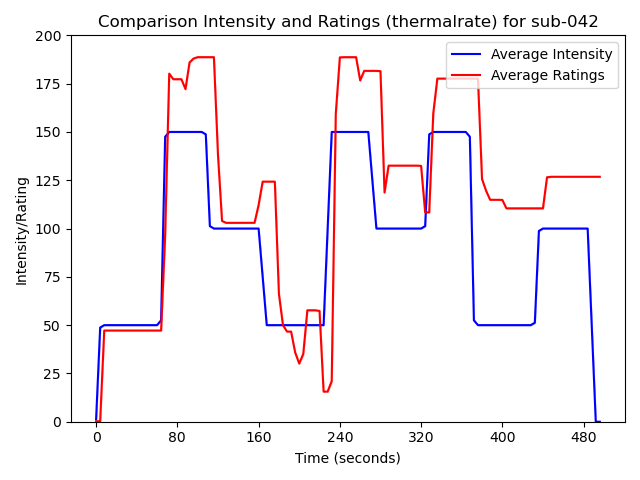 Comparison Intensity and Ratings (thermalrate) for sub-042
Average Intensity
Average Ratings
Intensity/Rating
200
175
150
125
100
75
50
25
0
0 80 160 240 320 400 480
Time (seconds)